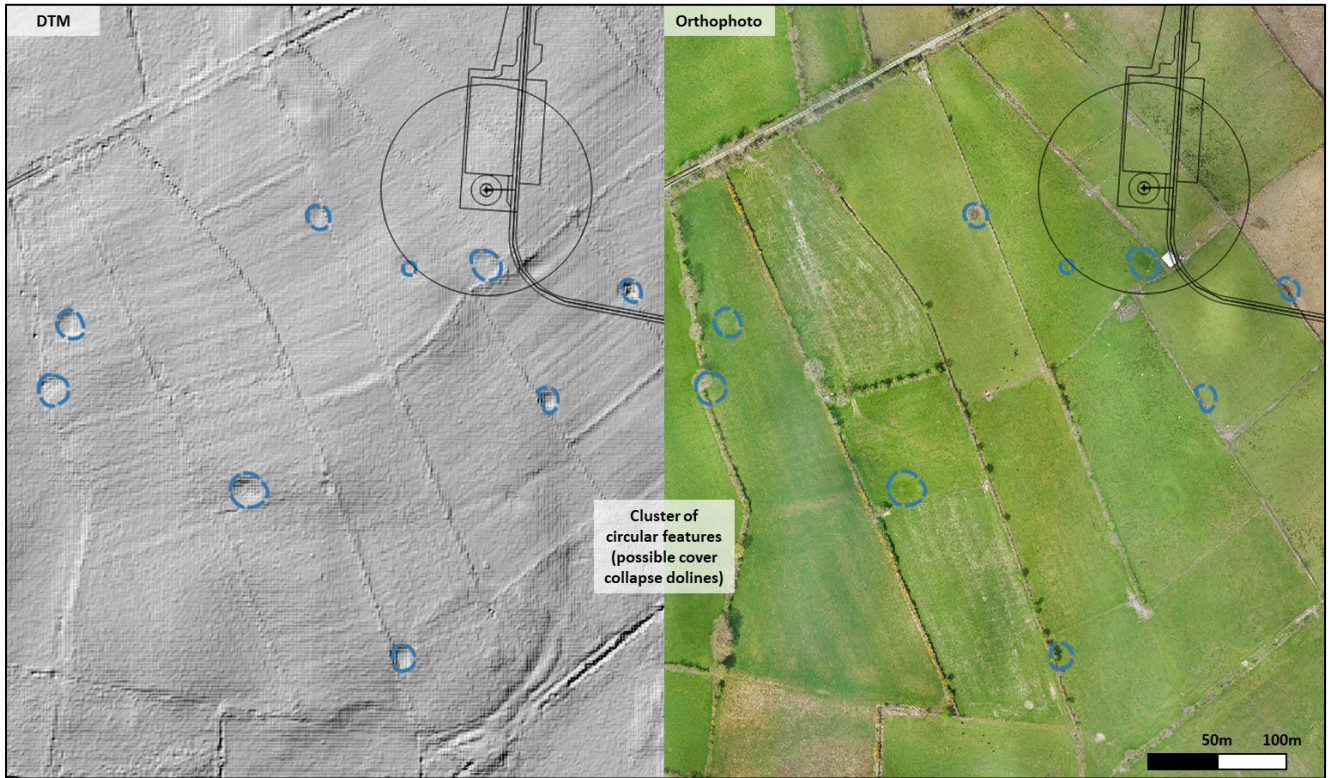 DTM
Orthophoto
Cluster of
circular features
(possible cover
collapse dolines)
50m 100m